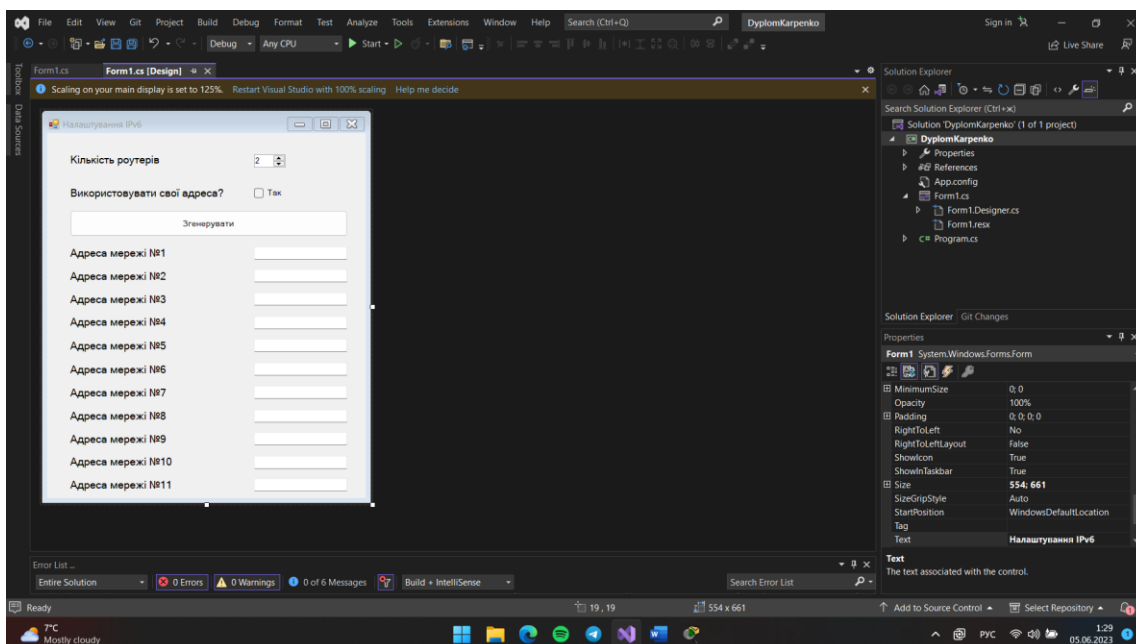 File Edit View Git Project Build Debug Format Test Analyze Tools Extensions Window Help Search (Ctrl+Q) DyplomKarpenko Sign in
Debug Any CPU Start Live Share
Toolbox
Data Sources
Form1.cs Form1.cs [Design]
Scaling on your main display is set to 125%. Restart Visual Studio with 100% scaling Help me decide
Налаштування IPv6
Кількість роутерів 2
Використовувати свої адреса? Так
Згенерувати
Адреса мережі №1
Адреса мережі №2
Адреса мережі №3
Адреса мережі №4
Адреса мережі №5
Адреса мережі №6
Адреса мережі №7
Адреса мережі №8
Адреса мережі №9
Адреса мережі №10
Адреса мережі №11
Solution Explorer
Search Solution Explorer (Ctrl+ж)
Solution 'DyplomKarpenko' (1 of 1 project)
DyplomKarpenko
Properties
References
App.config
Form1.cs
Form1.Designer.cs
Form1.resx
C# Program.cs
Solution Explorer Git Changes
Properties
Form1 System.Windows.Forms.Form
MinimumSize 0; 0
Opacity 100%
Padding 0; 0; 0; 0
RightToLeft No
RightToLeftLayout False
ShowIcon True
ShowInTaskbar True
Size 554; 661
SizeGripStyle Auto
StartPosition WindowsDefaultLocation
Tag
Text Налаштування IPv6
Text
The text associated with the control.
Error List ...
Entire Solution 0 Errors 0 Warnings 0 of 6 Messages Build + IntelliSense Search Error List
Ready 19 , 19 554 x 661 Add to Source Control Select Repository
7°C
Mostly cloudy
РУС
1:29
05.06.2023